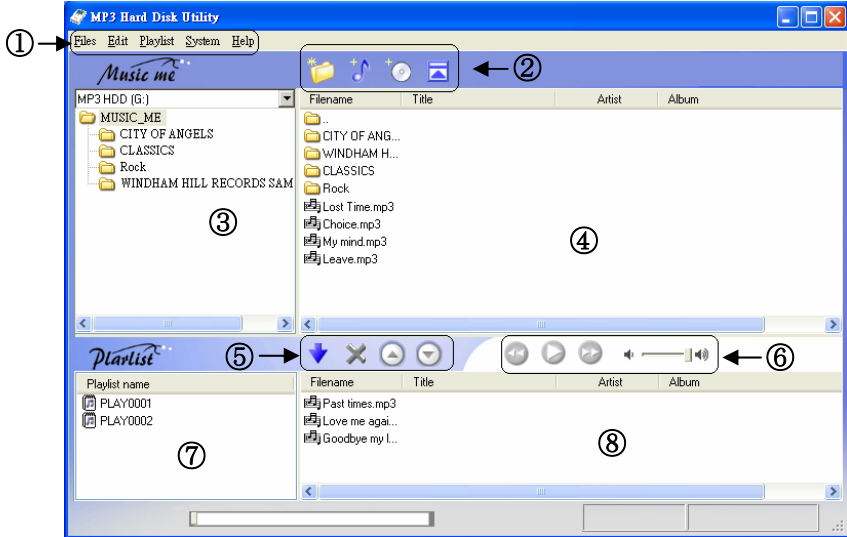 MP3 Hard Disk Utility
① Files Edit Playlist System Help
Music me ②
MP3 HDD (G:)
MUSIC_ME
CITY OF ANGELS
CLASSICS
Rock
WINDHAM HILL RECORDS SAM
③
Filename Title Artist Album
..
CITY OF ANG...
WINDHAM H...
CLASSICS
Rock
Lost Time.mp3
Choice.mp3
My mind.mp3
Leave.mp3
④
Plarlist ⑤ ⑥
Playlist name
PLAY0001
PLAY0002
⑦
Filename Title Artist Album
Past times.mp3
Love me agai...
Goodbye my l...
⑧